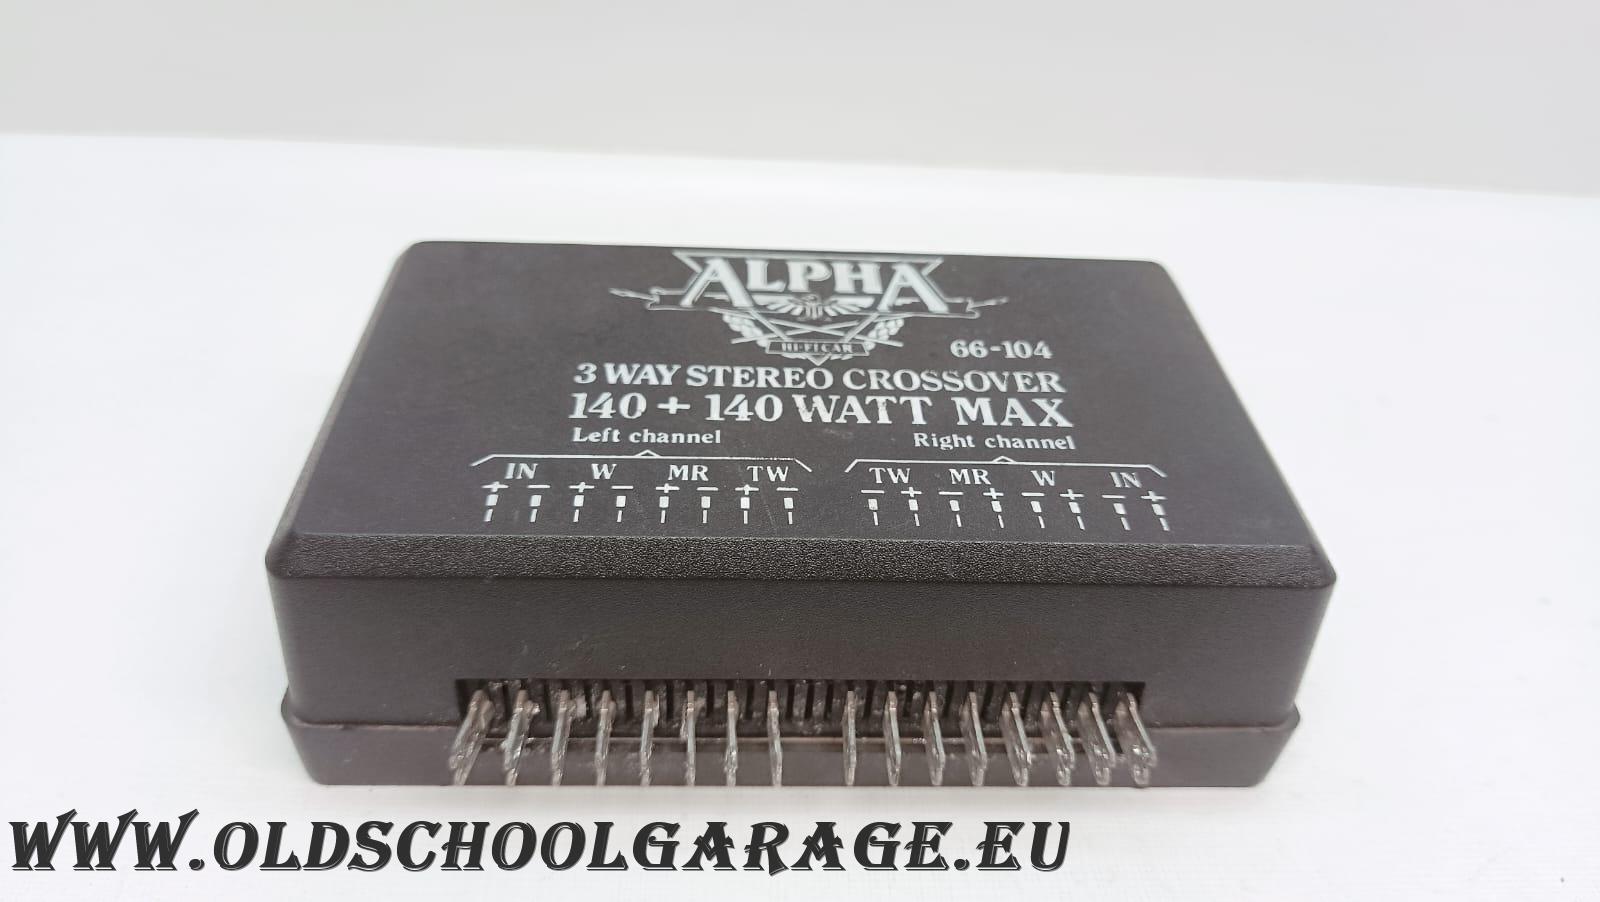 ALPHA
HI-FI CAR
66-104
3 WAY STEREO CROSSOVER
140 + 140 WATT MAX
Left channel Right channel
IN W MR TW TW MR W IN
+ − + − + − + − − + − + − + − +
WWW.OLDSCHOOLGARAGE.EU